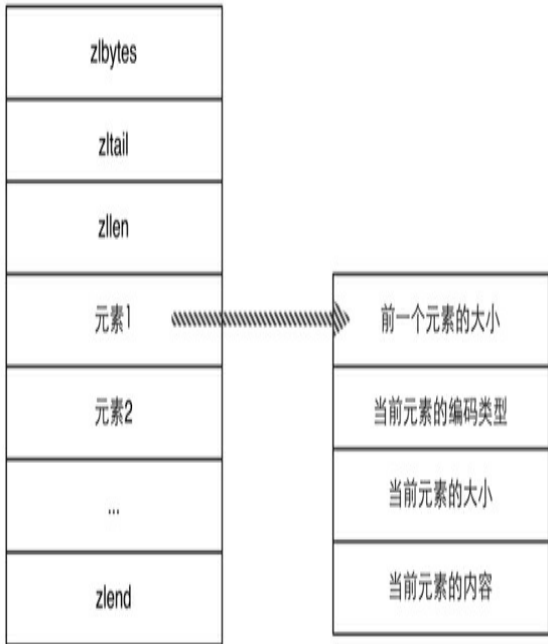 zlbytes
zltail
zllen
元素1
元素2
...
zlend
前一个元素的大小
当前元素的编码类型
当前元素的大小
当前元素的内容